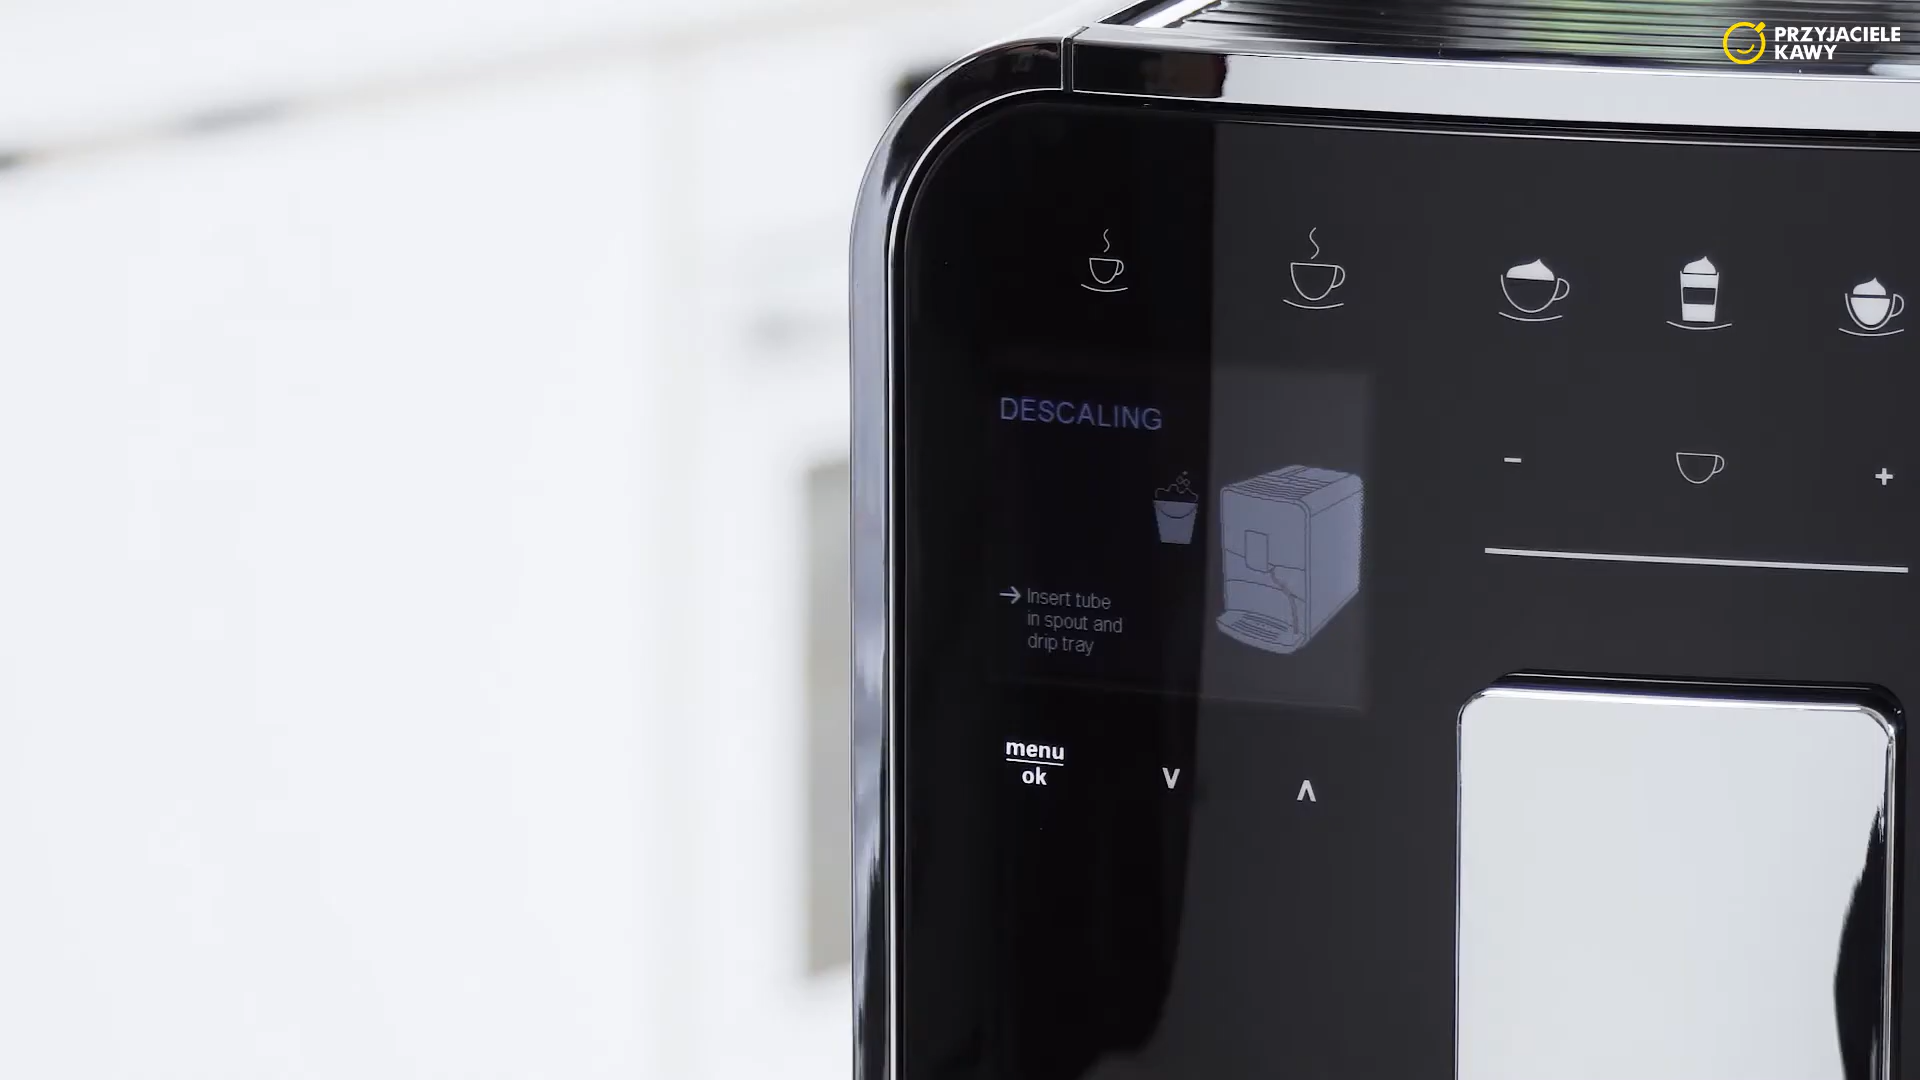 PRZYJACIELE
KAWY
DESCALING
Insert tube
in spout and
drip tray
menu
ok